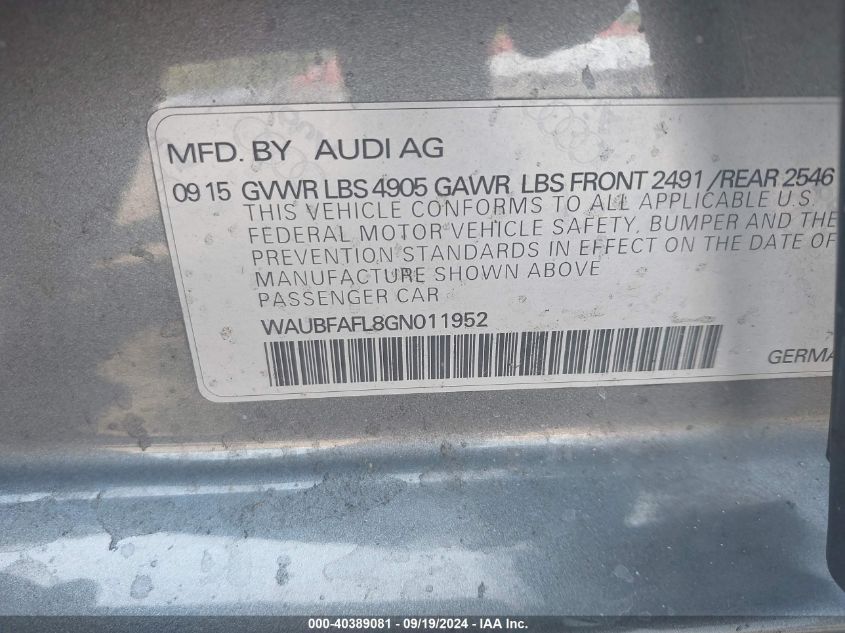 MFD. BY AUDI AG
09 15 GVWR LBS 4905 GAWR LBS FRONT 2491 / REAR 2546
THIS VEHICLE CONFORMS TO ALL APPLICABLE U.S.
FEDERAL MOTOR VEHICLE SAFETY, BUMPER AND THE
PREVENTION STANDARDS IN EFFECT ON THE DATE OF
MANUFACTURE SHOWN ABOVE
PASSENGER CAR
WAUBFAFL8GN011952
GERMA
000-40389081 - 09/19/2024 - IAA Inc.